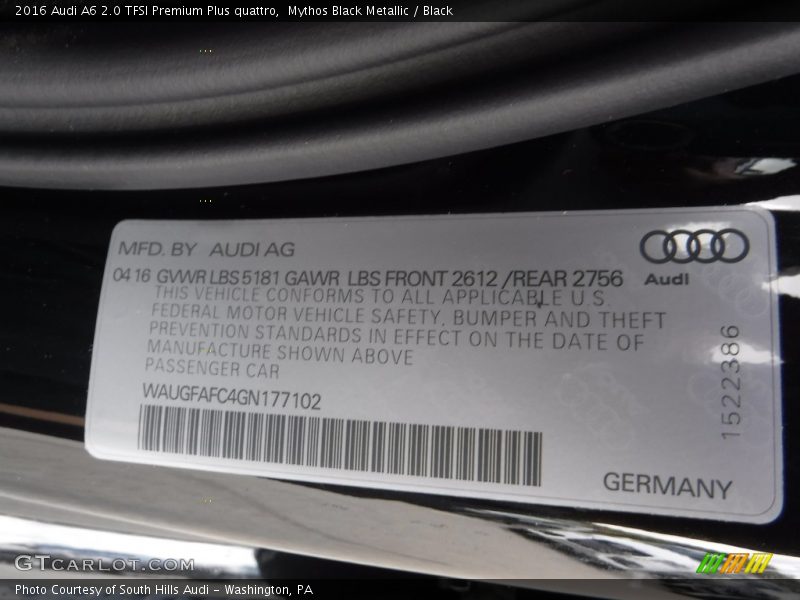 2016 Audi A6 2.0 TFSI Premium Plus quattro,  Mythos Black Metallic / Black
MFD. BY  AUDI AG
Audi
04 16 GVWR LBS 5181 GAWR LBS FRONT 2612 /REAR 2756
THIS VEHICLE CONFORMS TO ALL APPLICABLE U.S.
FEDERAL MOTOR VEHICLE SAFETY, BUMPER AND THEFT
PREVENTION STANDARDS IN EFFECT ON THE DATE OF
MANUFACTURE SHOWN ABOVE
PASSENGER CAR
WAUGFAFC4GN177102
1522386
GERMANY
GTCARLOT.COM
Photo Courtesy of South Hills Audi - Washington, PA